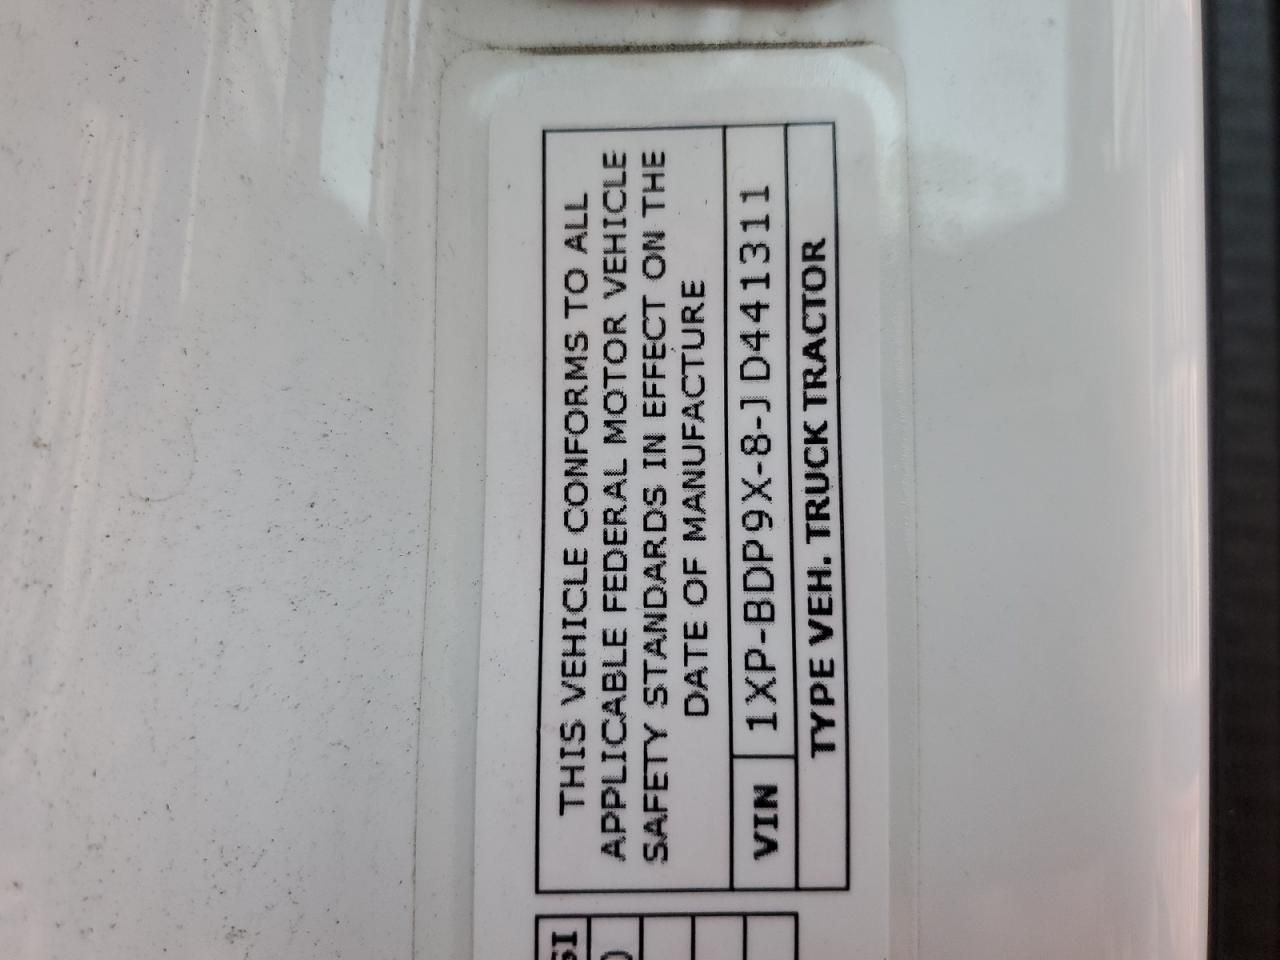 THIS VEHICLE CONFORMS TO ALL
APPLICABLE FEDERAL MOTOR VEHICLE
SAFETY STANDARDS IN EFFECT ON THE
DATE OF MANUFACTURE
VIN 1XP-BDP9X-8-JD441311
TYPE VEH. TRUCK TRACTOR